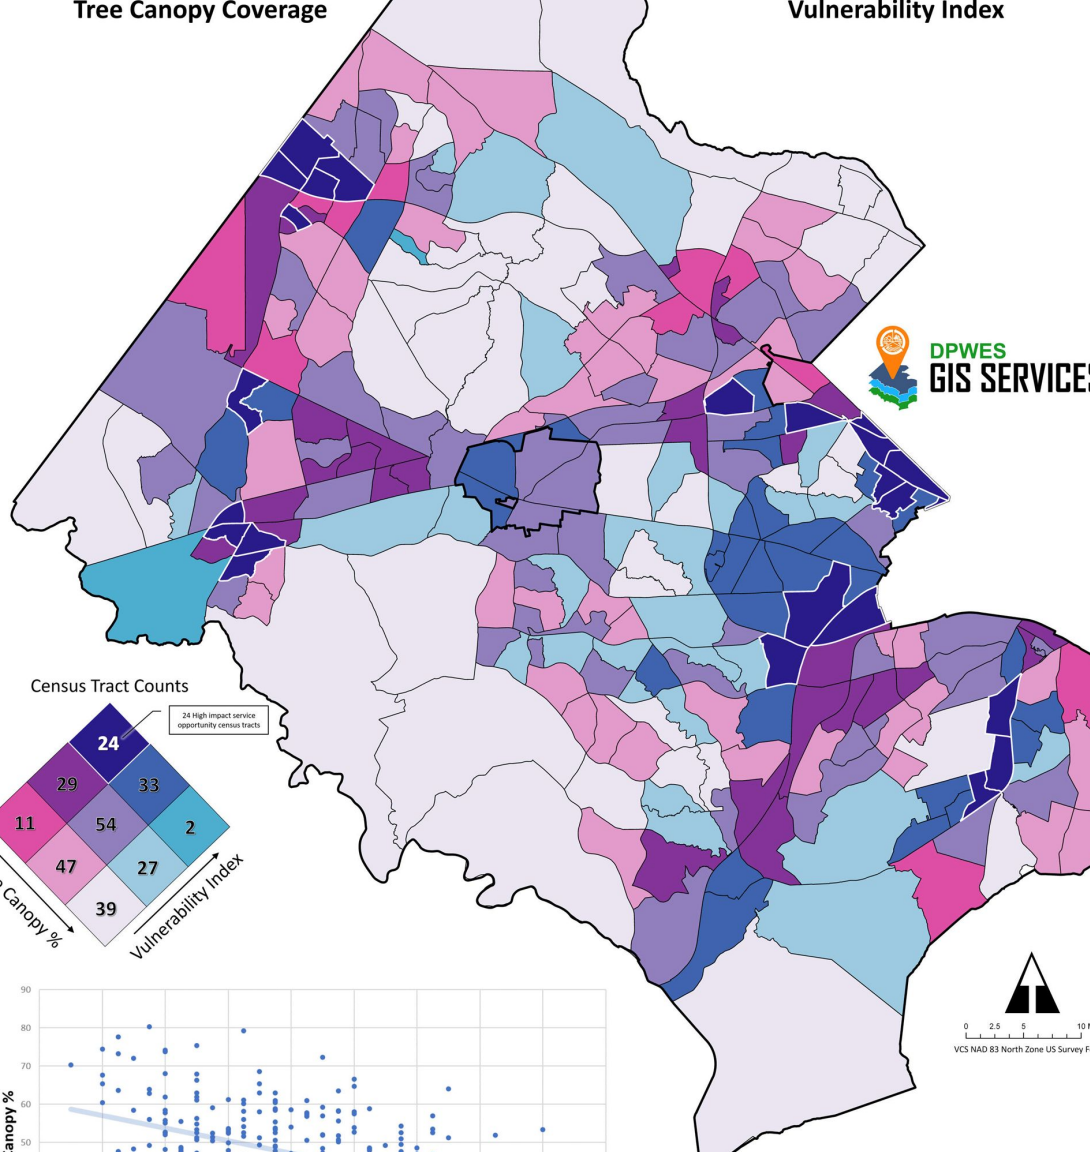 Tree Canopy Coverage
Vulnerability Index
DPWES
GIS SERVICES
Census Tract Counts
24 High impact service
opportunity census tracts
24
29
33
11
54
2
47
27
39
Canopy %
Vulnerability Index
0 2.5 5 10
VCS NAD 83 North Zone US Survey
90
80
70
60
50
Canopy %